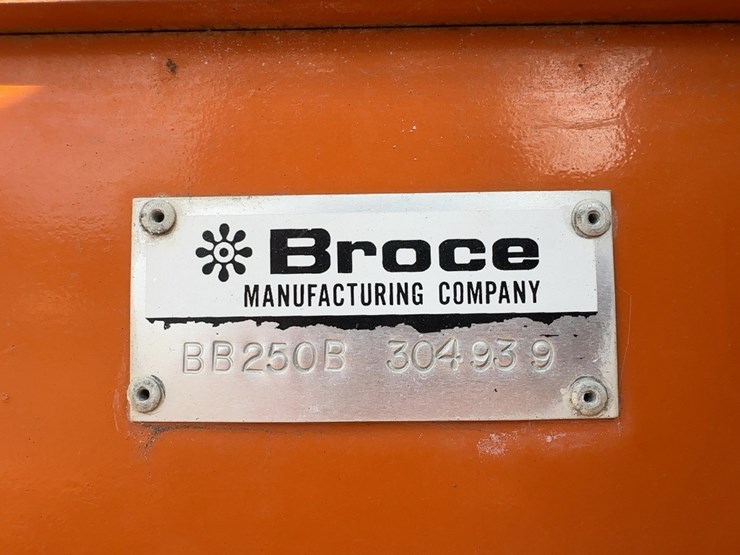 Broce
MANUFACTURING COMPANY
BB250B 304939